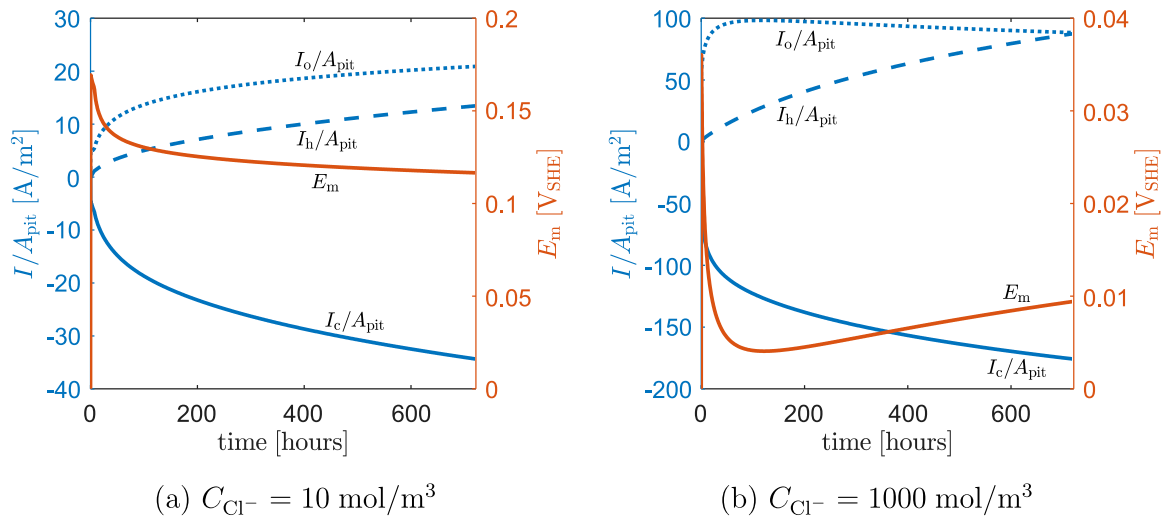 30
20
10
0
-10
-20
-30
-40
I/A_pit [A/m²]
I_o/A_pit
I_h/A_pit
E_m
I_c/A_pit
0.2
0.15
0.1
0.05
0
E_m [V_SHE]
0 200 400 600
time [hours]
(a) C_Cl⁻ = 10 mol/m³
100
50
0
-50
100
-100
-150
-200
I/A_pit [A/m²]
I_o/A_pit
I_h/A_pit
E_m
I_c/A_pit
0.04
0.03
0.02
0.01
0
E_m [V_SHE]
0 200 400 600
time [hours]
(b) C_Cl⁻ = 1000 mol/m³